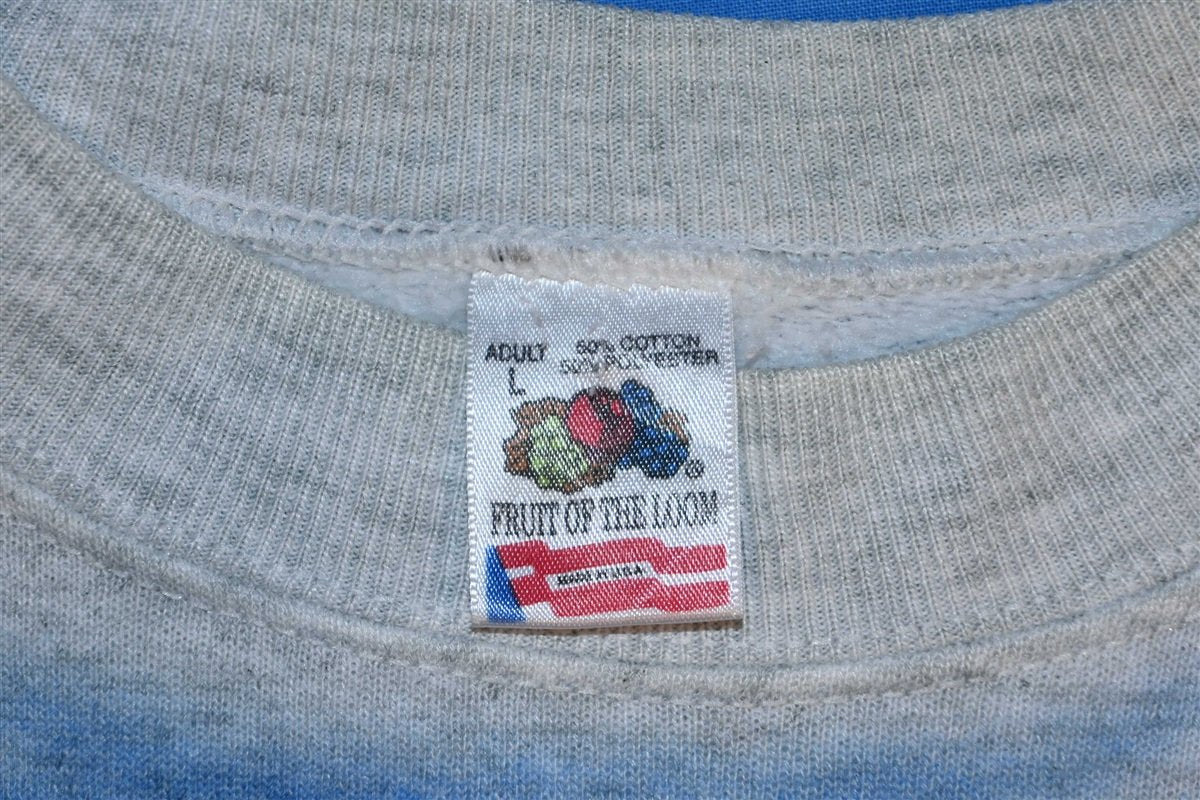 ADULT
L
50% COTTON
50% POLYESTER
®
FRUIT OF THE LOOM
MADE IN U.S.A.